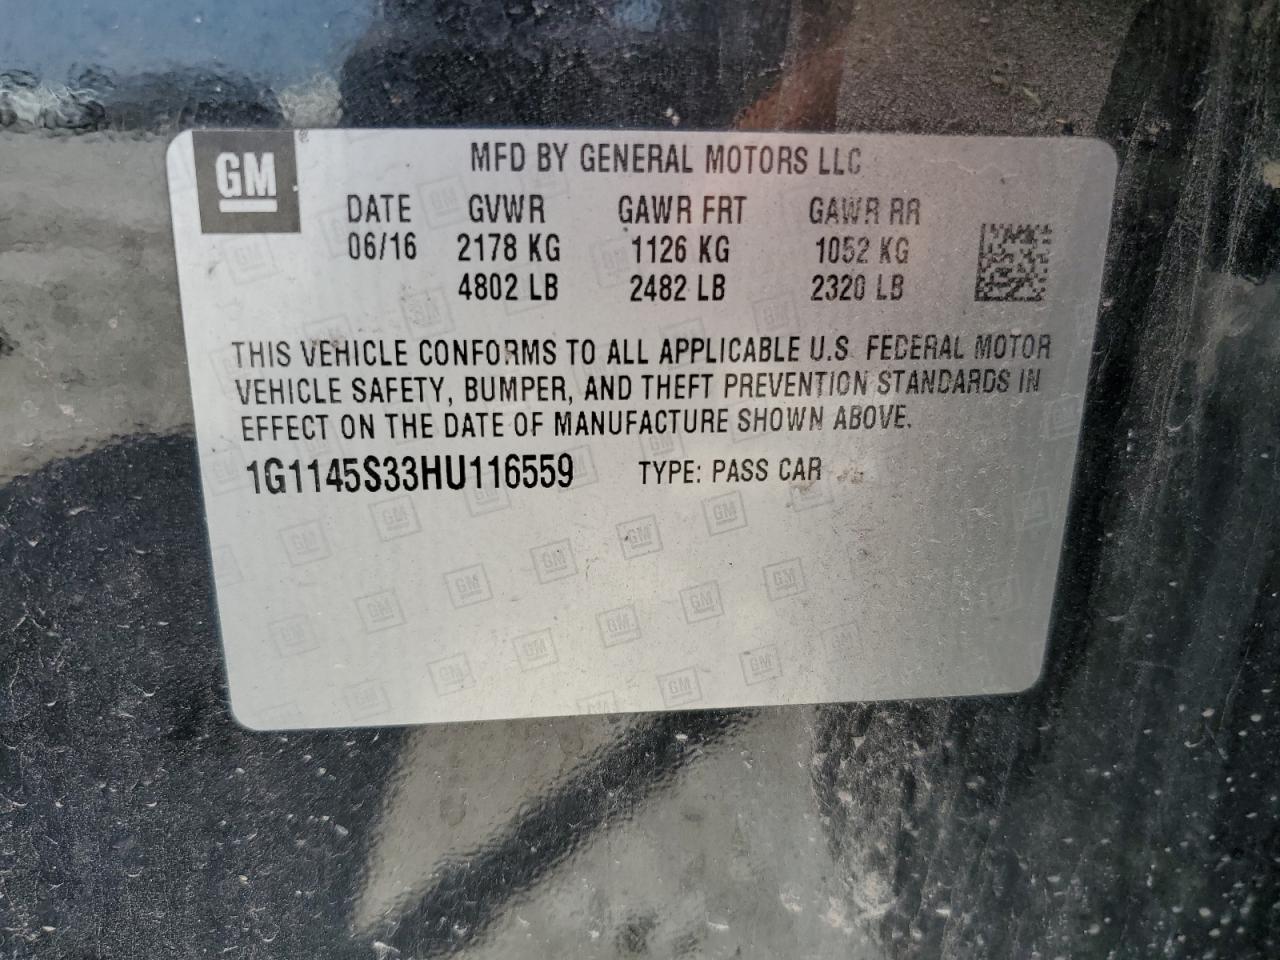 GM
MFD BY GENERAL MOTORS LLC
DATE GVWR GAWR FRT GAWR RR
06/16 2178 KG 1126 KG 1052 KG
4802 LB 2482 LB 2320 LB
THIS VEHICLE CONFORMS TO ALL APPLICABLE U.S. FEDERAL MOTOR
VEHICLE SAFETY, BUMPER, AND THEFT PREVENTION STANDARDS IN
EFFECT ON THE DATE OF MANUFACTURE SHOWN ABOVE.
1G1145S33HU116559 TYPE: PASS CAR